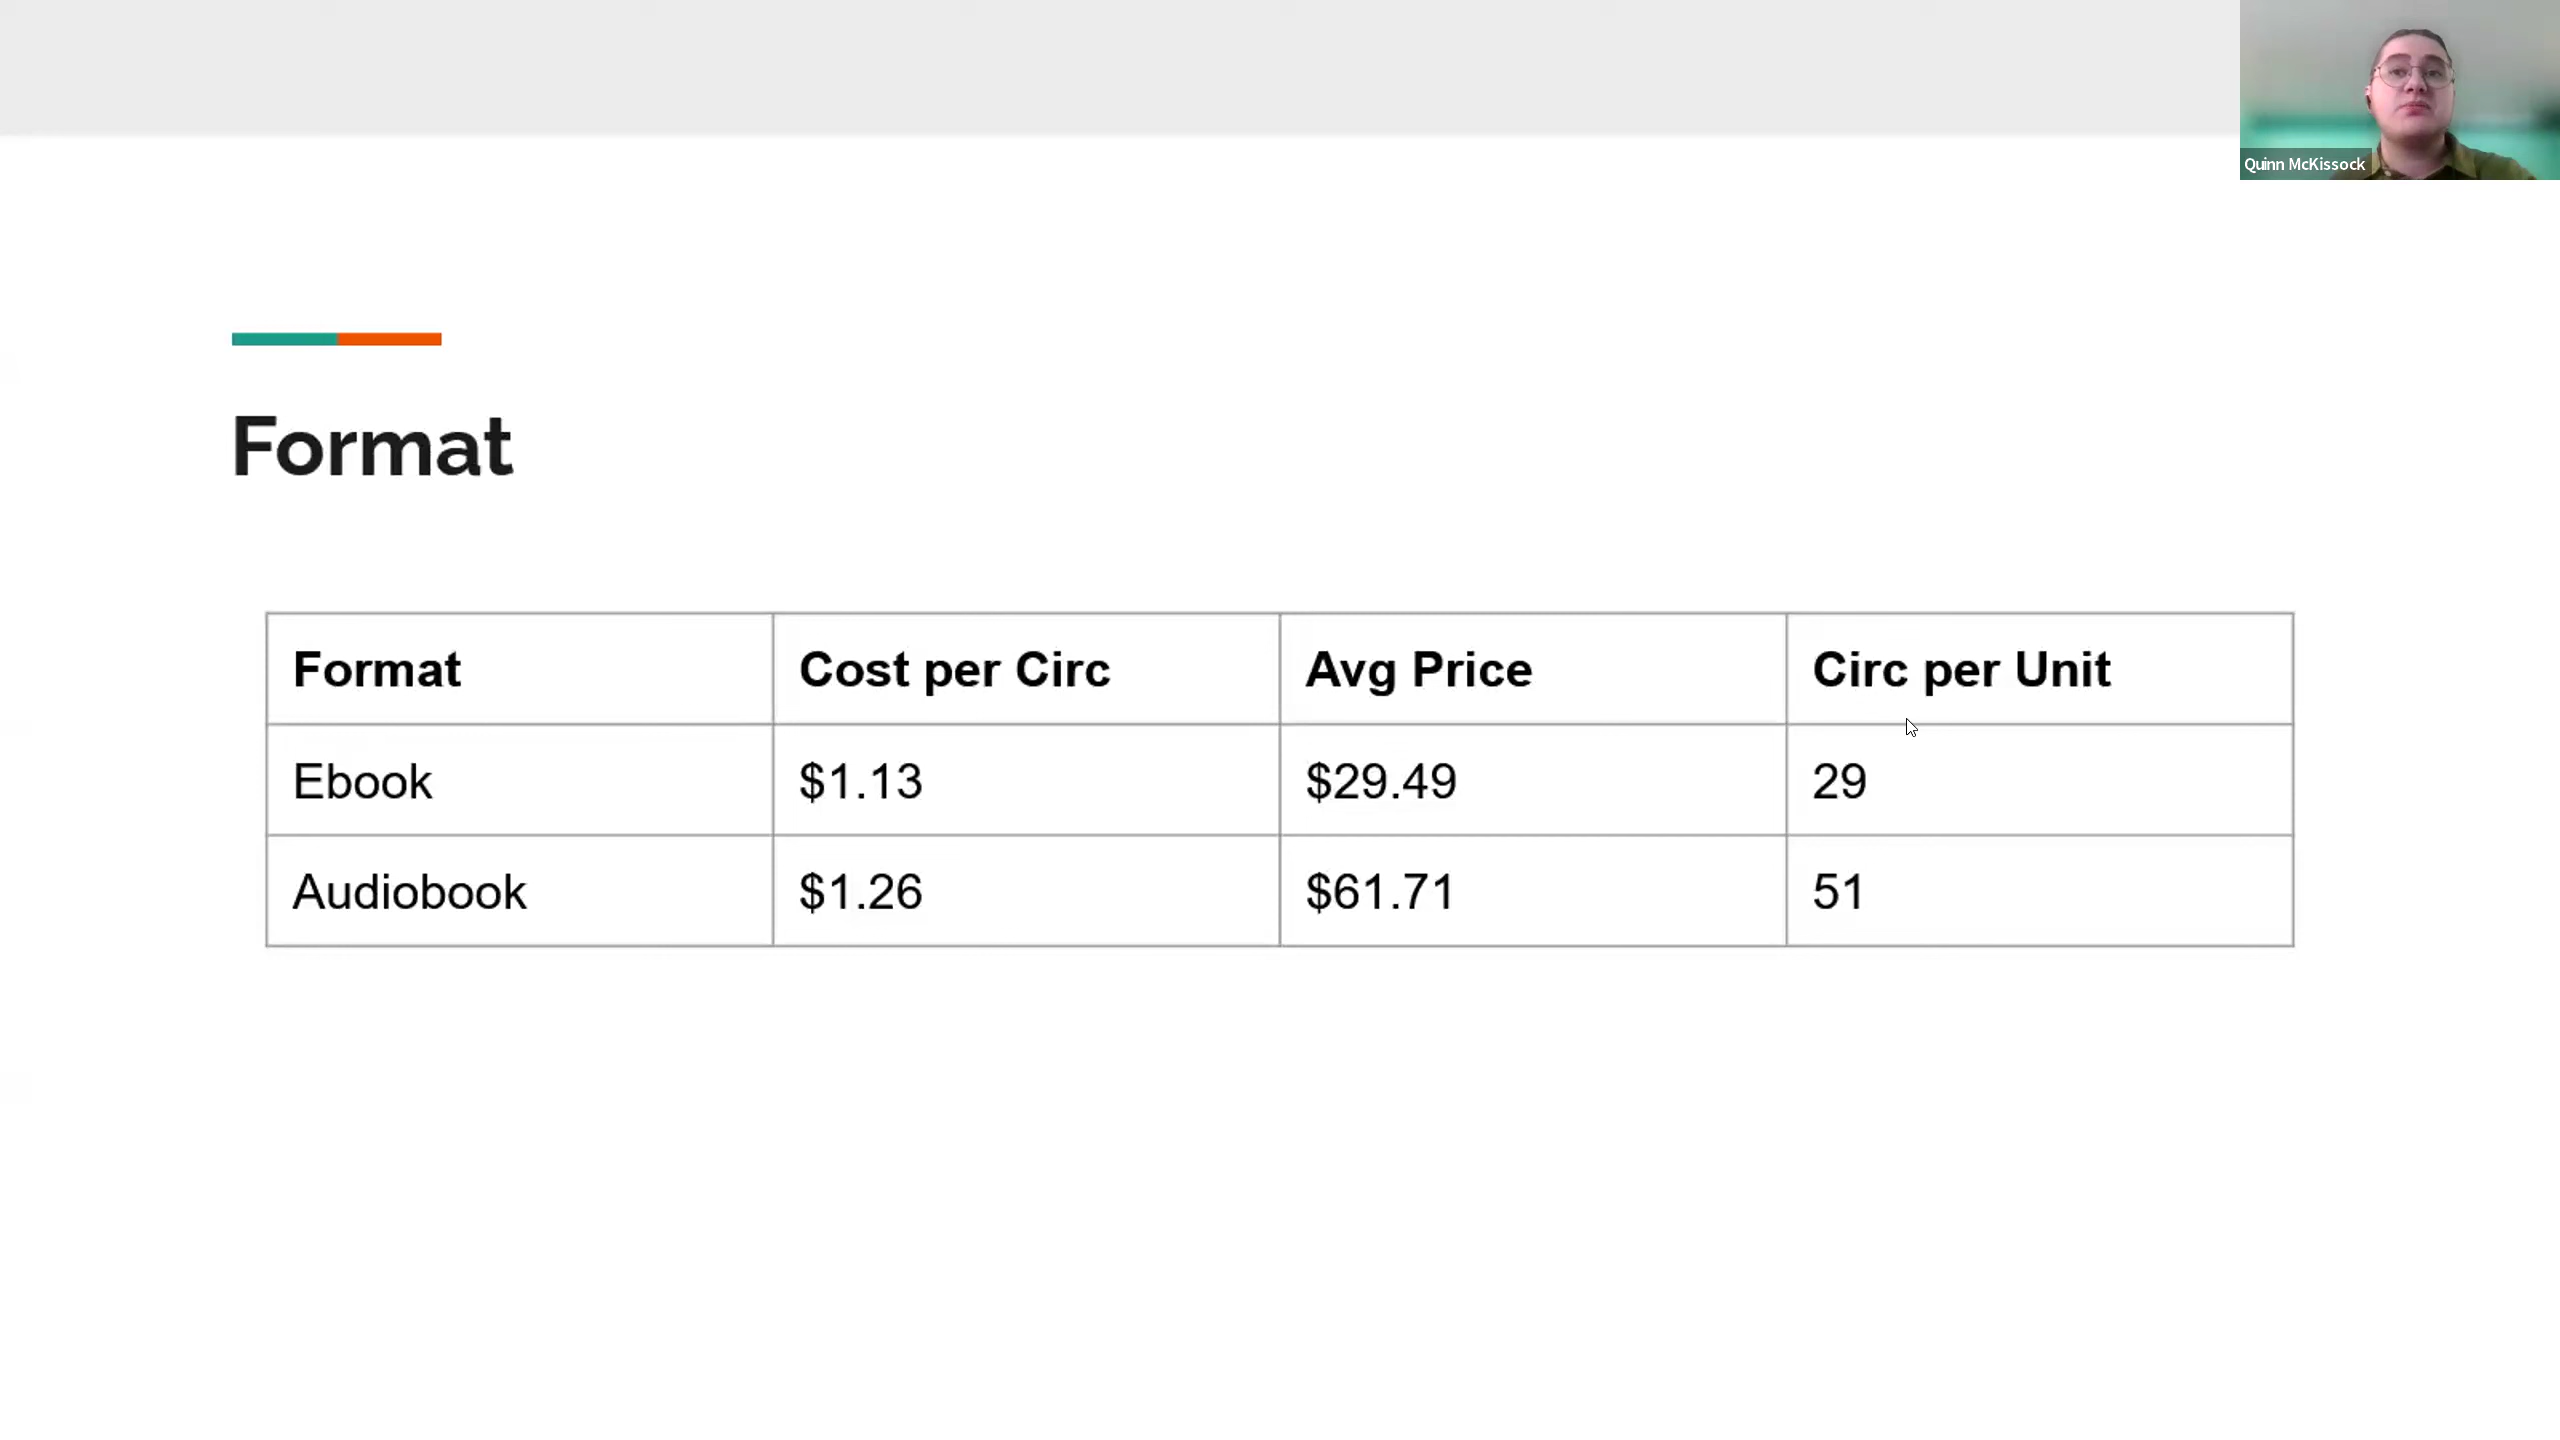 Quinn McKissock
Format
Format Cost per Circ Avg Price Circ per Unit
Ebook $1.13 $29.49 29
Audiobook $1.26 $61.71 51